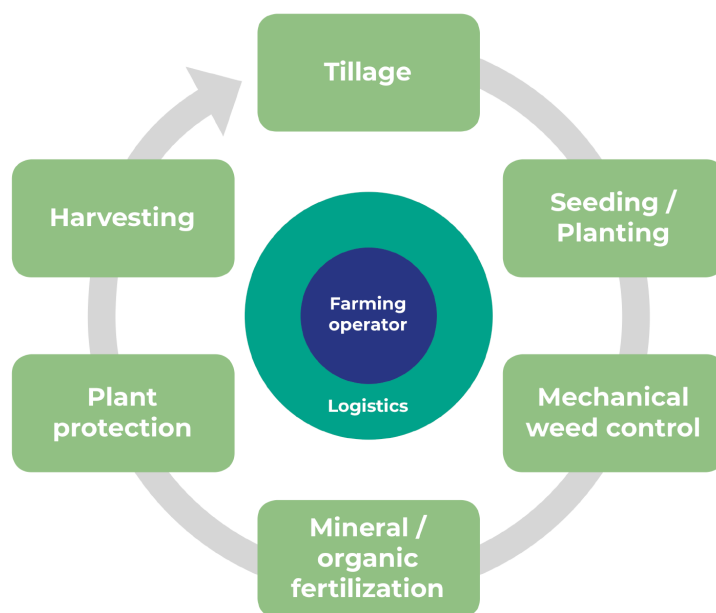 Tillage
Seeding /
Planting
Mechanical
weed control
Mineral /
organic
fertilization
Plant
protection
Harvesting
Farming
operator
Logistics